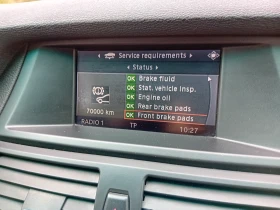 Service requirements
Status
OK Brake fluid
OK Stat. vehicle insp.
OK Engine oil
OK Rear brake pads
OK Front brake pads
70000 km
RADIO 1 TP 10:27